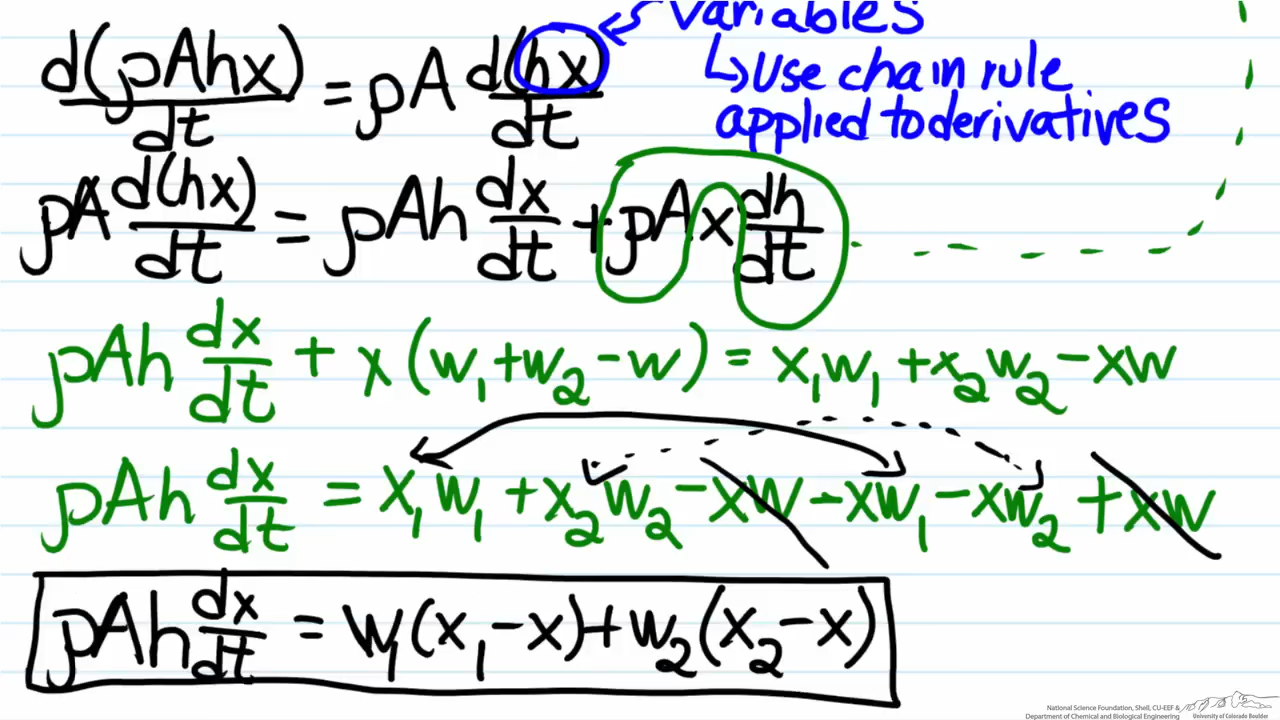 variables
↳ Use chain rule
applied to derivatives
d(ρAhx)/dt = ρA d(hx)/dt
ρA d(hx)/dt = ρAh dx/dt + ρAx dh/dt
ρAh dx/dt + x(w₁ + w₂ - w) = x₁w₁ + x₂w₂ - xw
ρAh dx/dt = x₁w₁ + x₂w₂ - xw - xw₁ - xw₂ + xw
ρAh dx/dt = w₁(x₁ - x) + w₂(x₂ - x)
National Science Foundation, Shell, CU-EEF &
Department of Chemical and Biological Engineering
University of Colorado Boulder